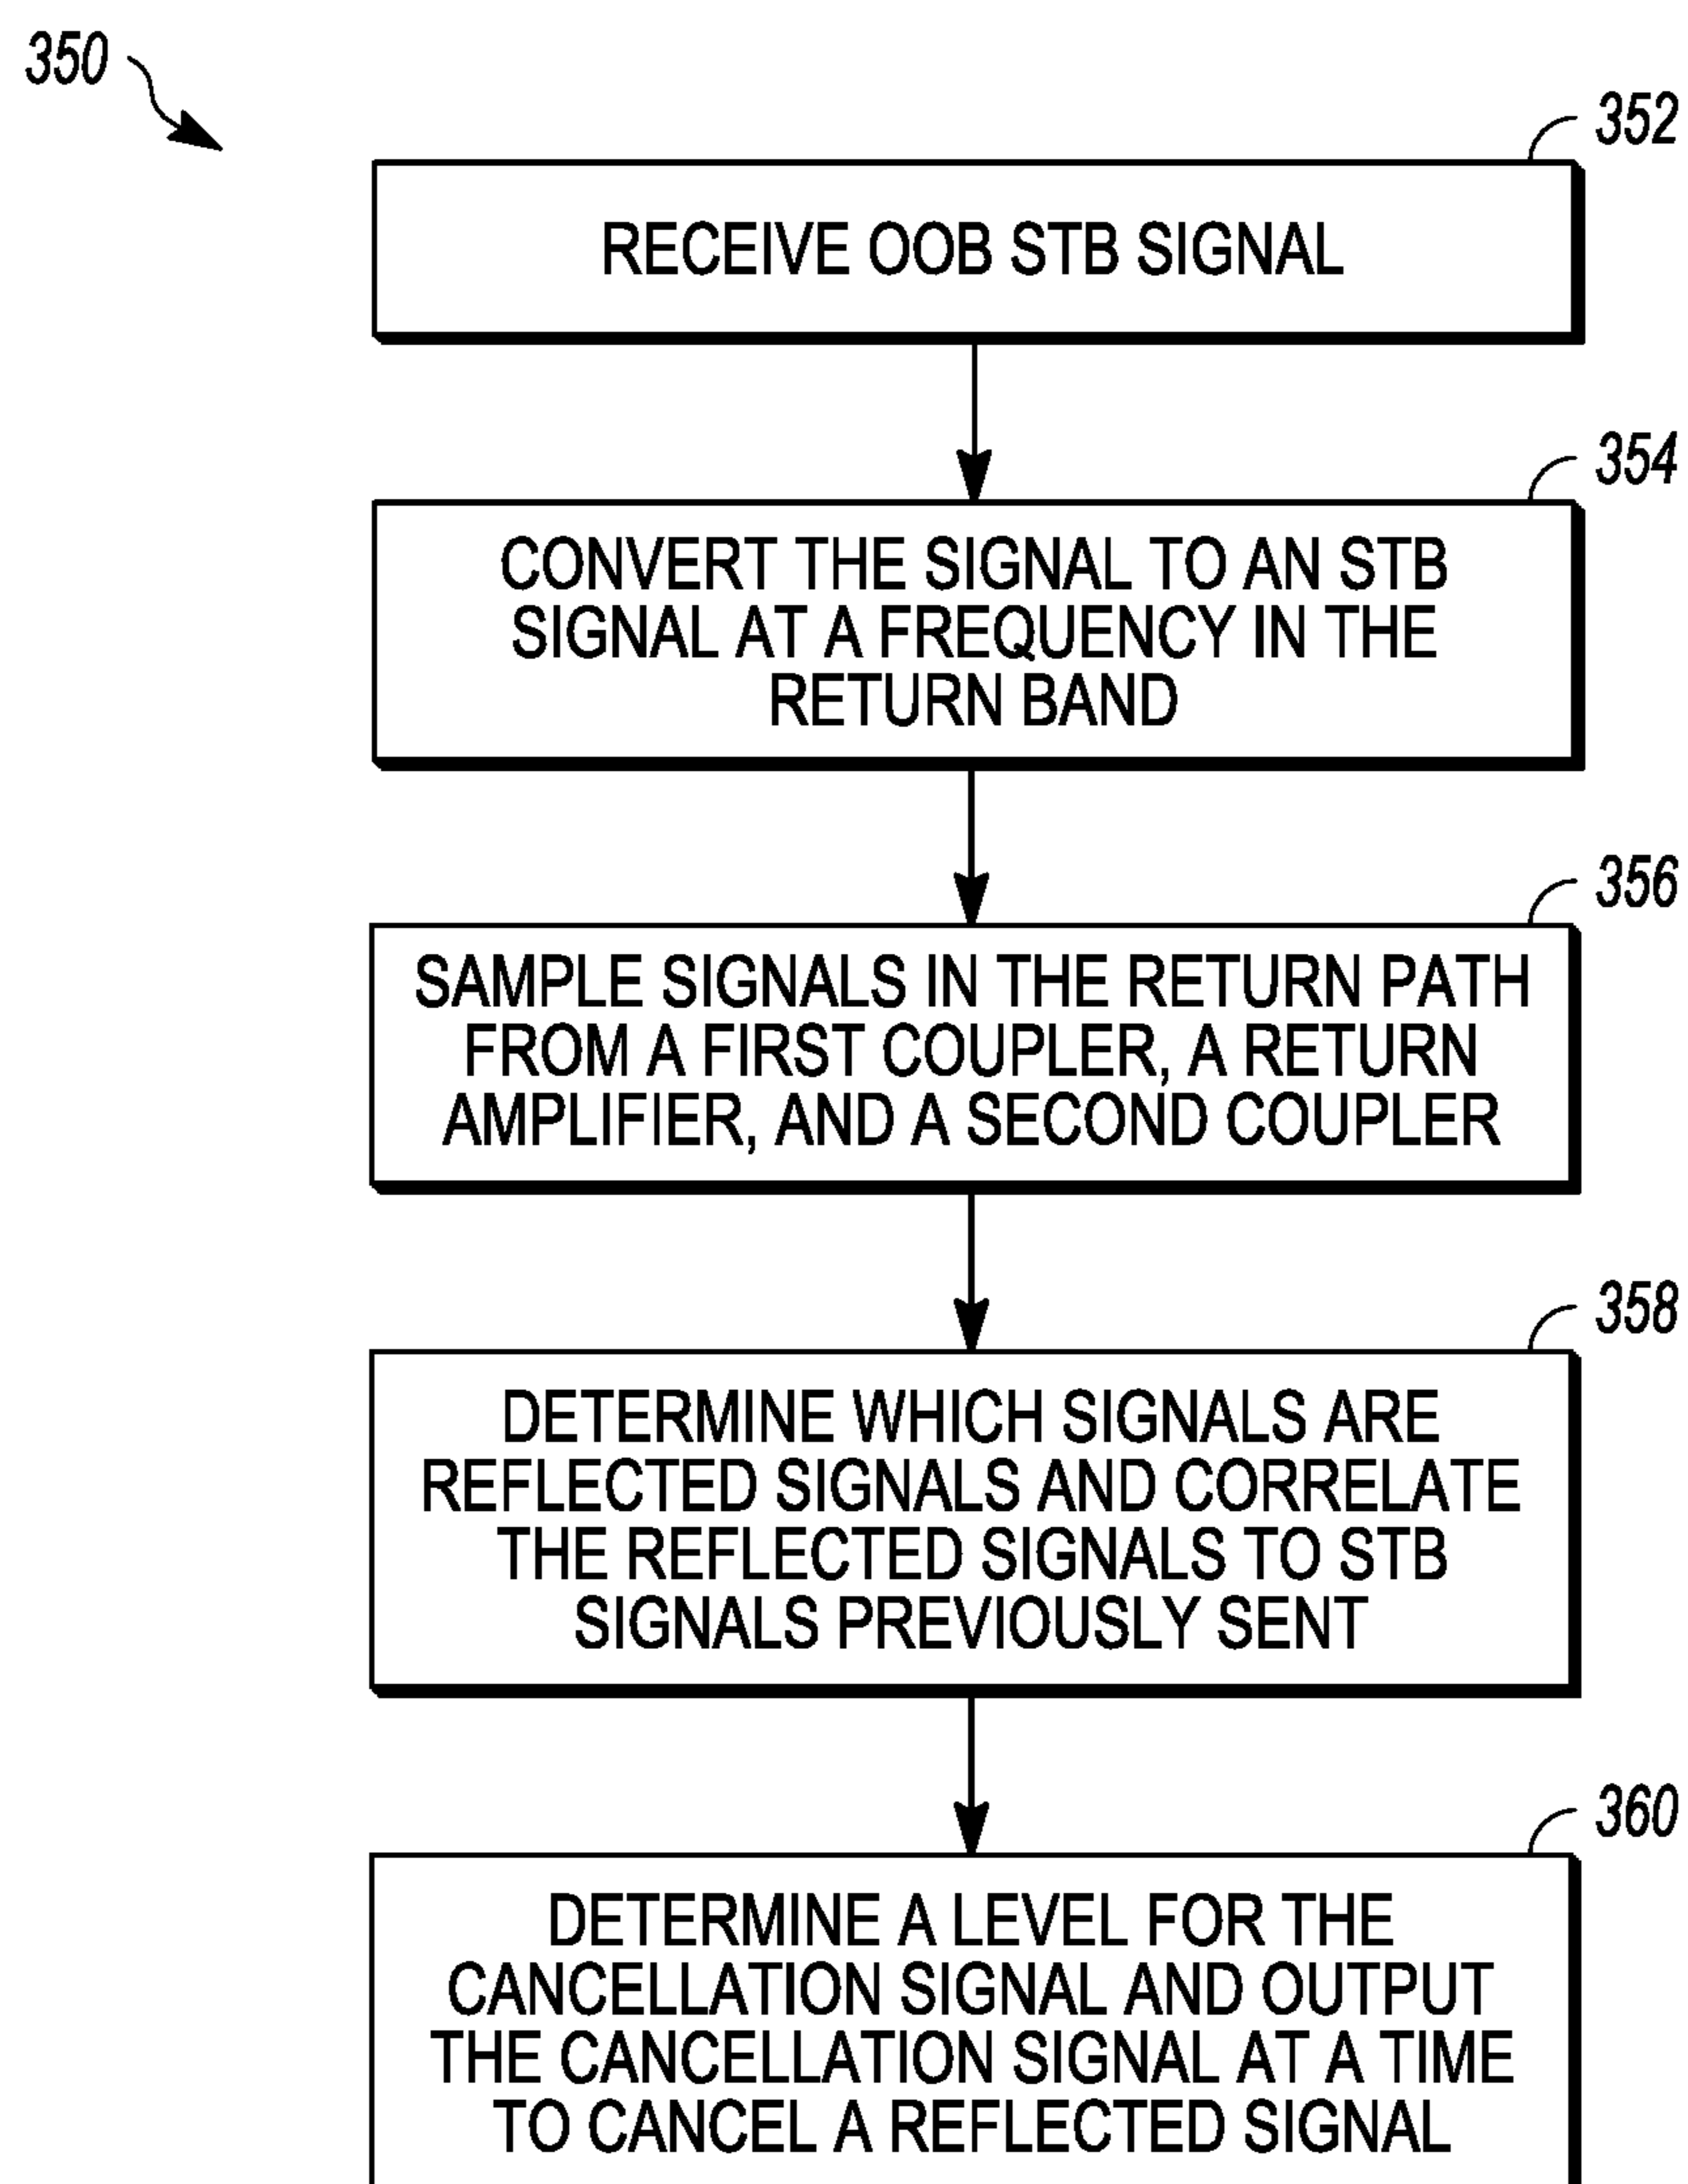 350
352
RECEIVE OOB STB SIGNAL
354
CONVERT THE SIGNAL TO AN STB
SIGNAL AT A FREQUENCY IN THE
RETURN BAND
356
SAMPLE SIGNALS IN THE RETURN PATH
FROM A FIRST COUPLER, A RETURN
AMPLIFIER, AND A SECOND COUPLER
358
DETERMINE WHICH SIGNALS ARE
REFLECTED SIGNALS AND CORRELATE
THE REFLECTED SIGNALS TO STB
SIGNALS PREVIOUSLY SENT
360
DETERMINE A LEVEL FOR THE
CANCELLATION SIGNAL AND OUTPUT
THE CANCELLATION SIGNAL AT A TIME
TO CANCEL A REFLECTED SIGNAL